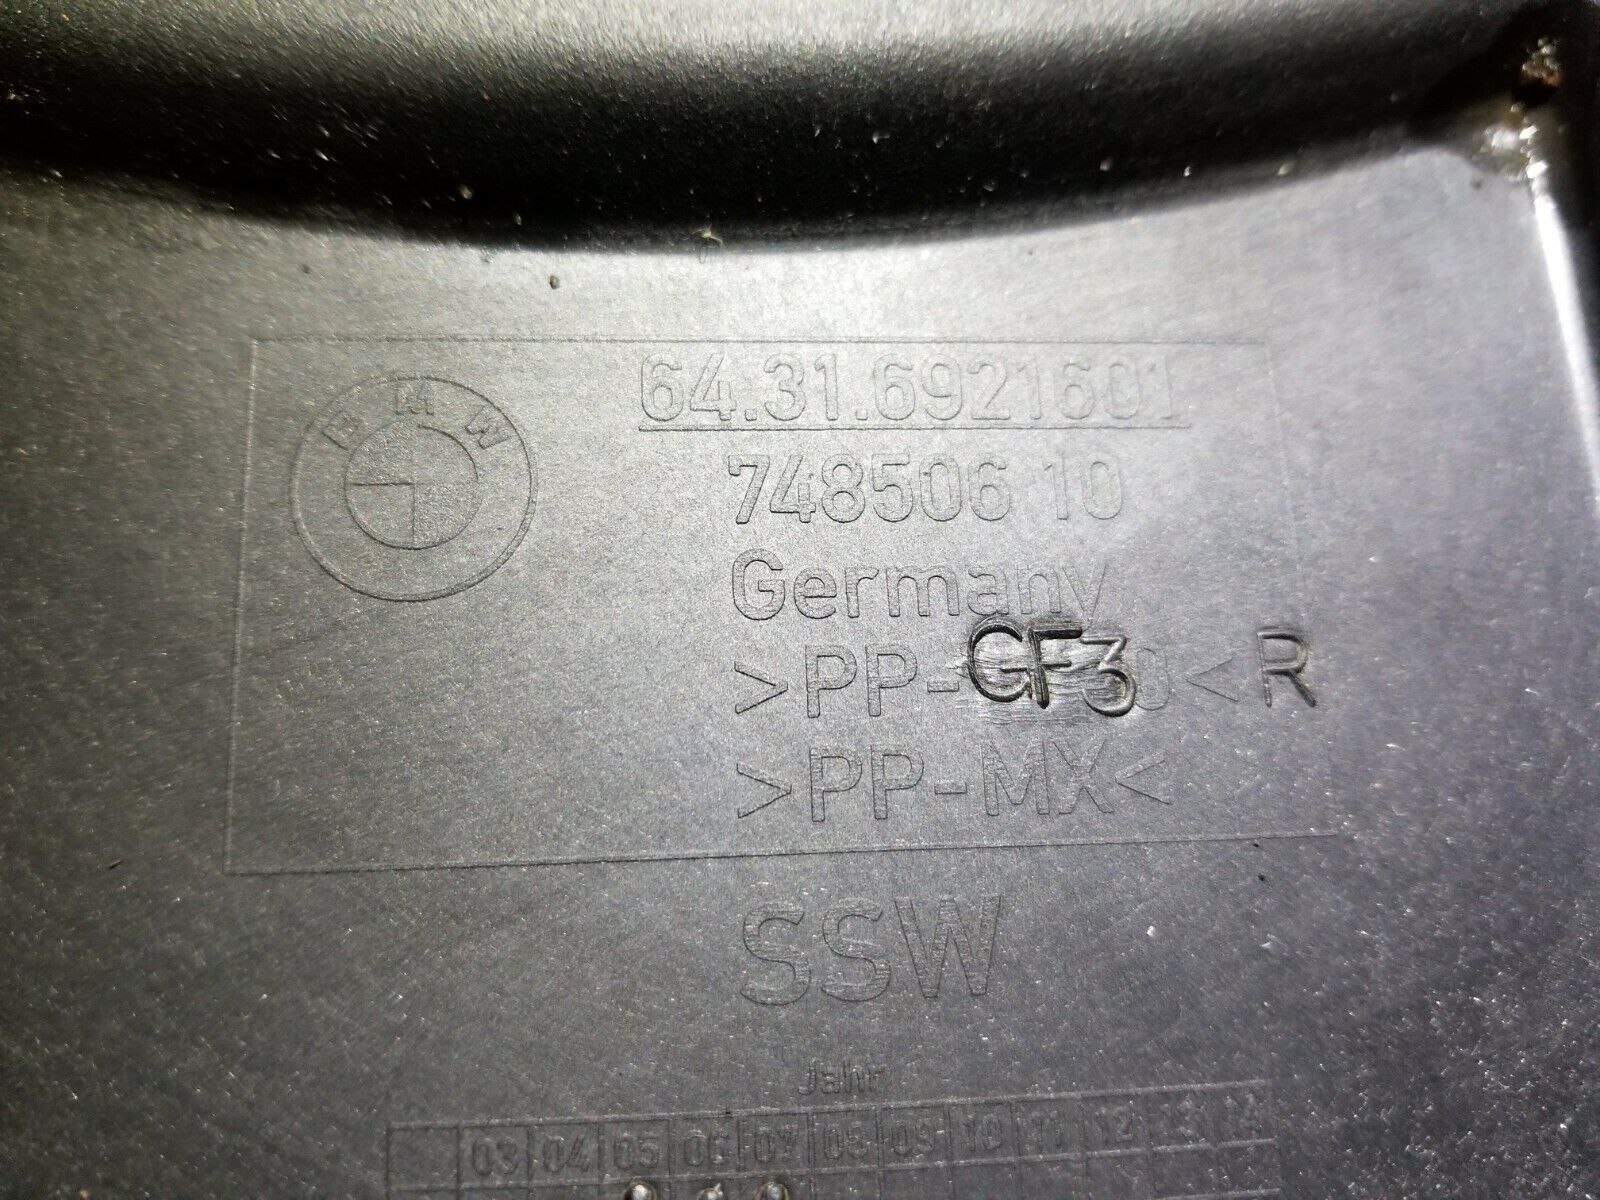 BMW
64.31.6921601
748506 10
Germany
>PP-GF30< R
>PP-MX<
SSW
Jahr
03 04 05 06 07 08 09 10 11 12 13 14